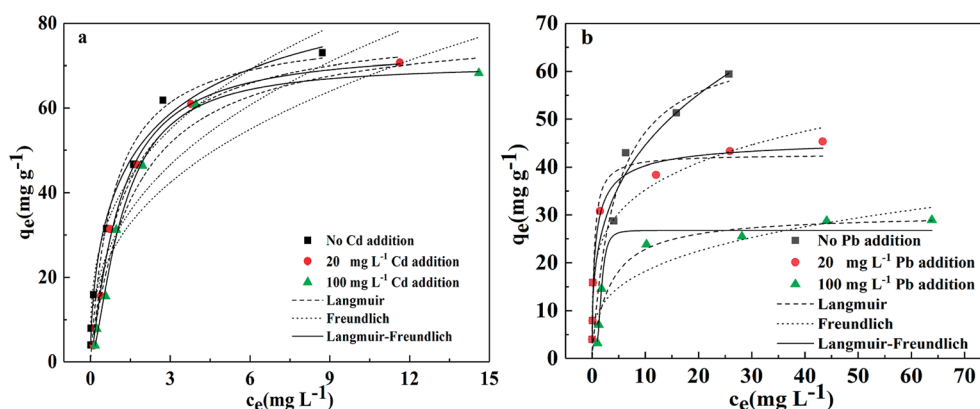 a
80
60
40
20
0
qe(mg g-1)
No Cd addition
20 mg L-1 Cd addition
100 mg L-1 Cd addition
Langmuir
Freundlich
Langmuir-Freundlich
0 3 6 9 12 15
ce(mg L-1)
b
70
60
50
40
30
20
10
0
qe(mg g-1)
No Pb addition
20 mg L-1 Pb addition
100 mg L-1 Pb addition
Langmuir
Freundlich
Langmuir-Freundlich
0 10 20 30 40 50 60 70
ce(mg L-1)